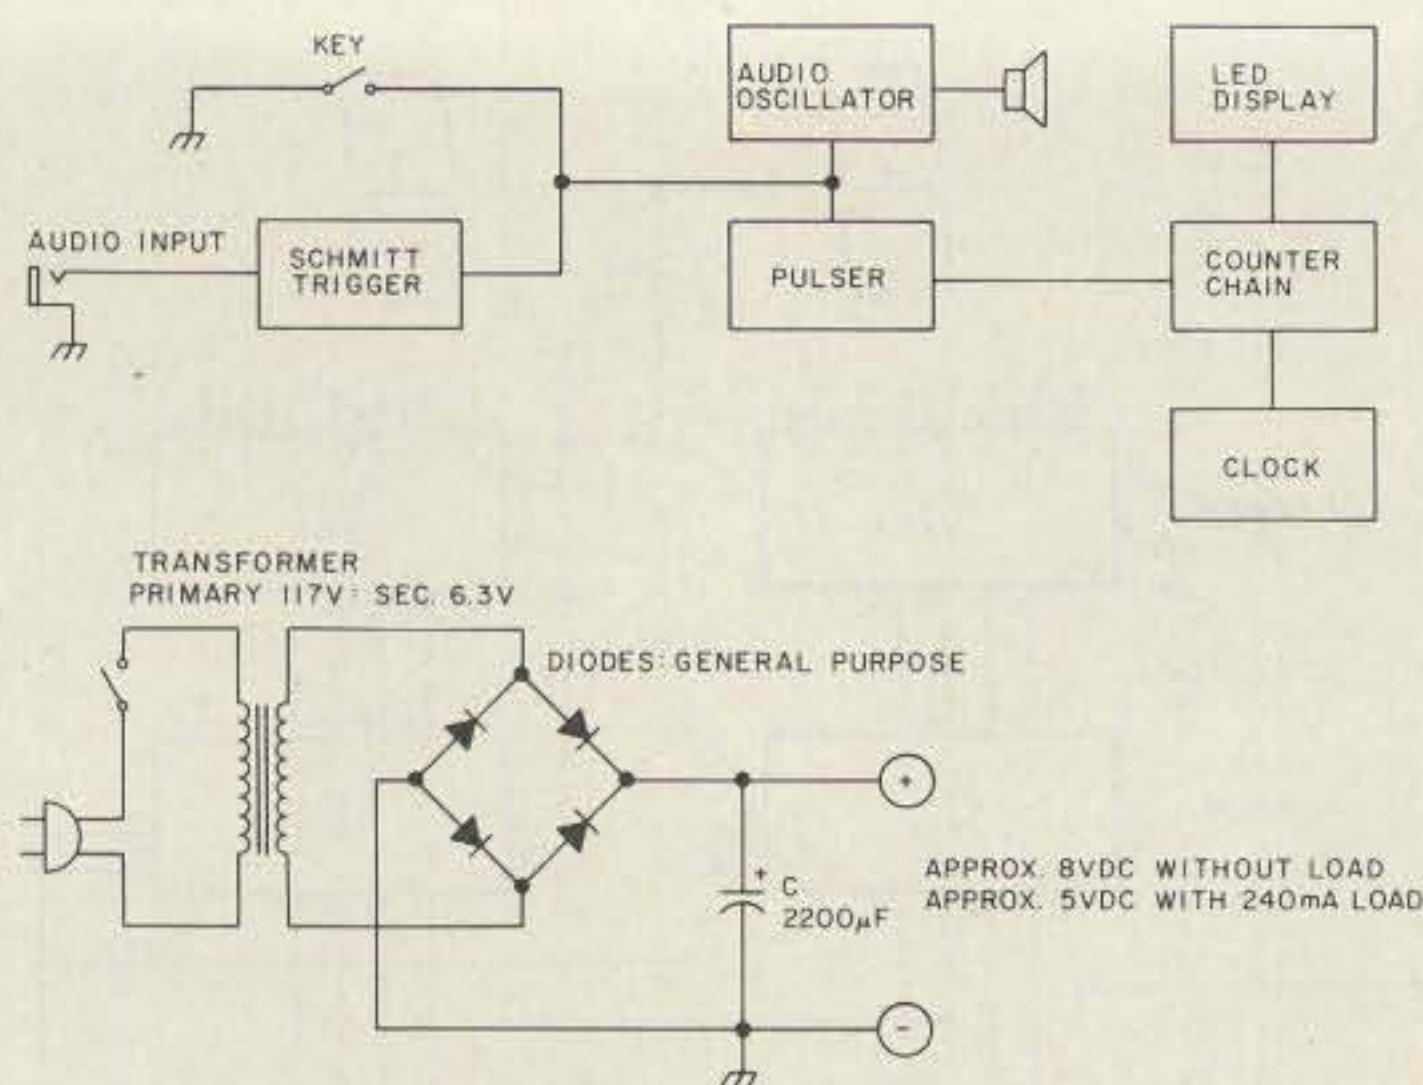 KEY
AUDIO
OSCILLATOR
LED
DISPLAY
AUDIO INPUT
SCHMITT
TRIGGER
PULSER
COUNTER
CHAIN
CLOCK
TRANSFORMER
PRIMARY 117V: SEC. 6.3V
DIODES: GENERAL PURPOSE
+
+
C
2200µF
APPROX. 8VDC WITHOUT LOAD
APPROX. 5VDC WITH 240mA LOAD
-